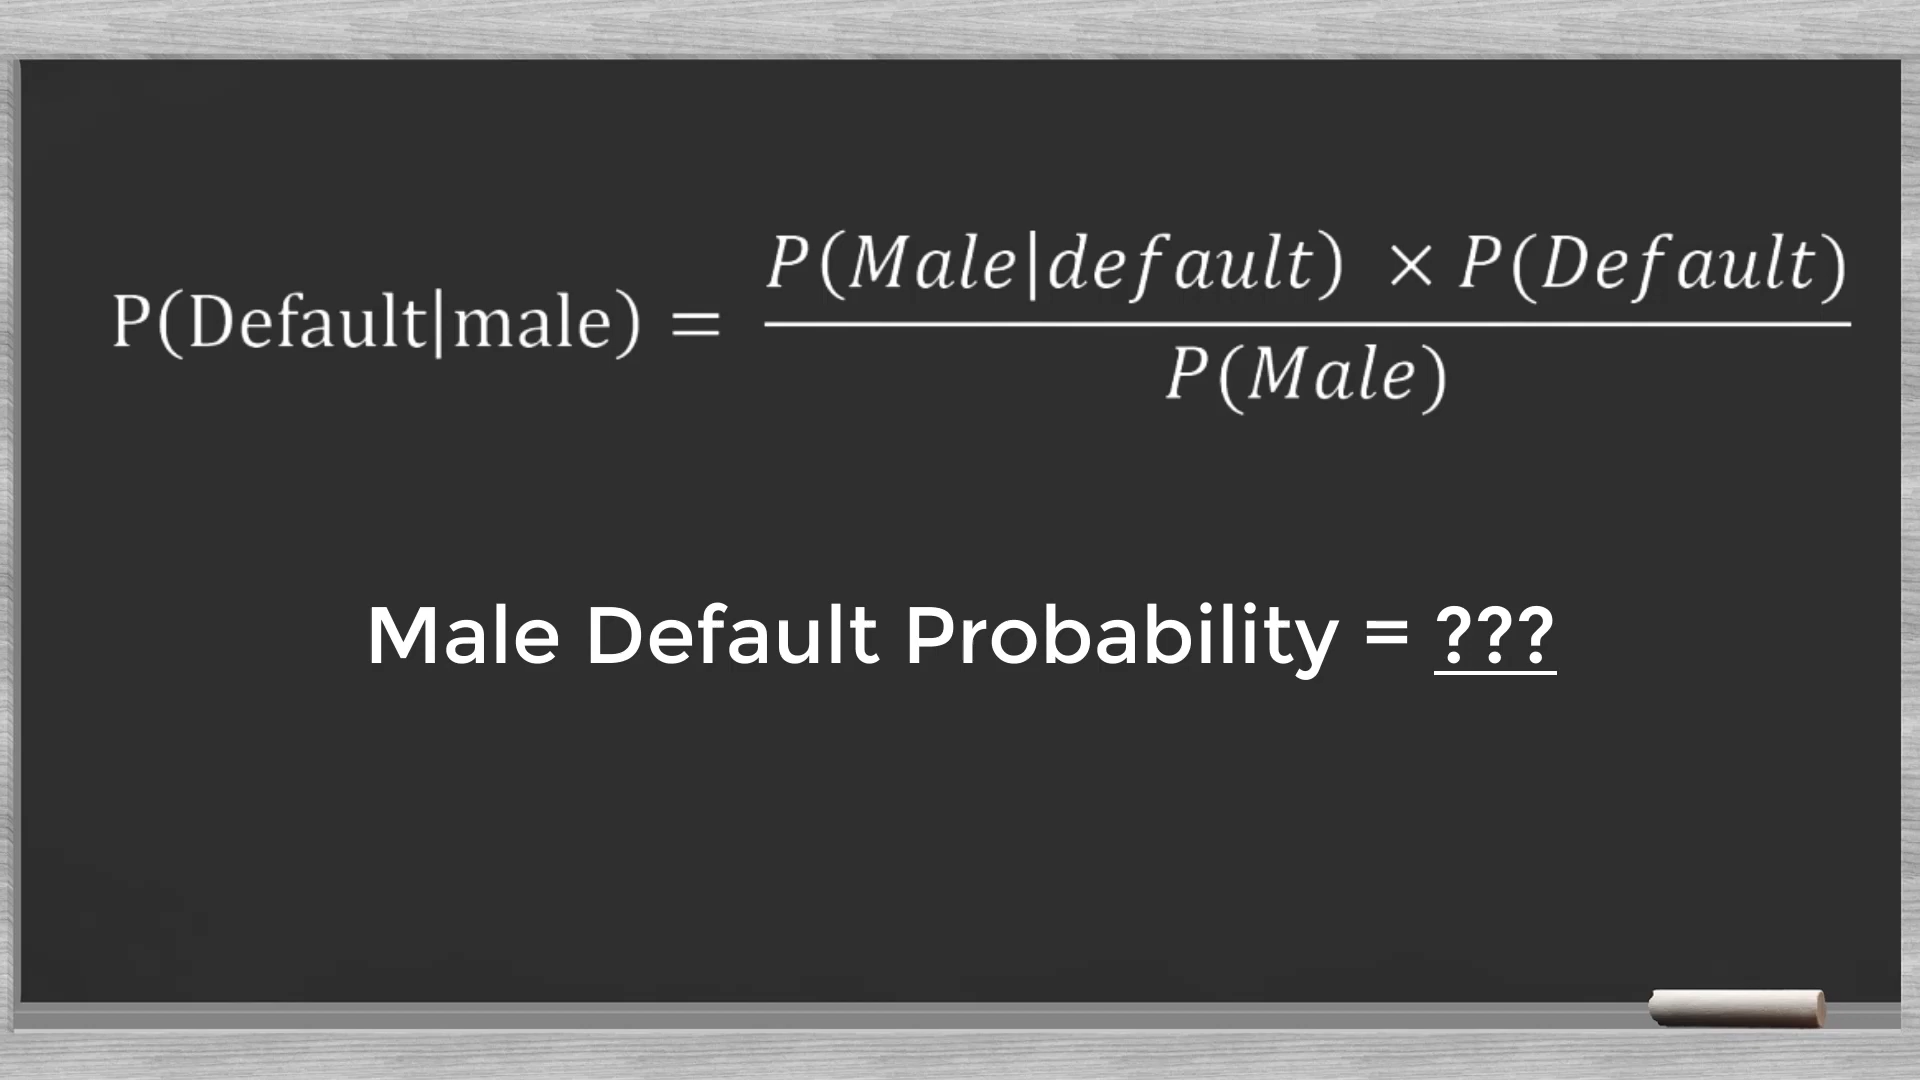 P(Default|male) = P(Male|default) × P(Default) / P(Male)
Male Default Probability = ???